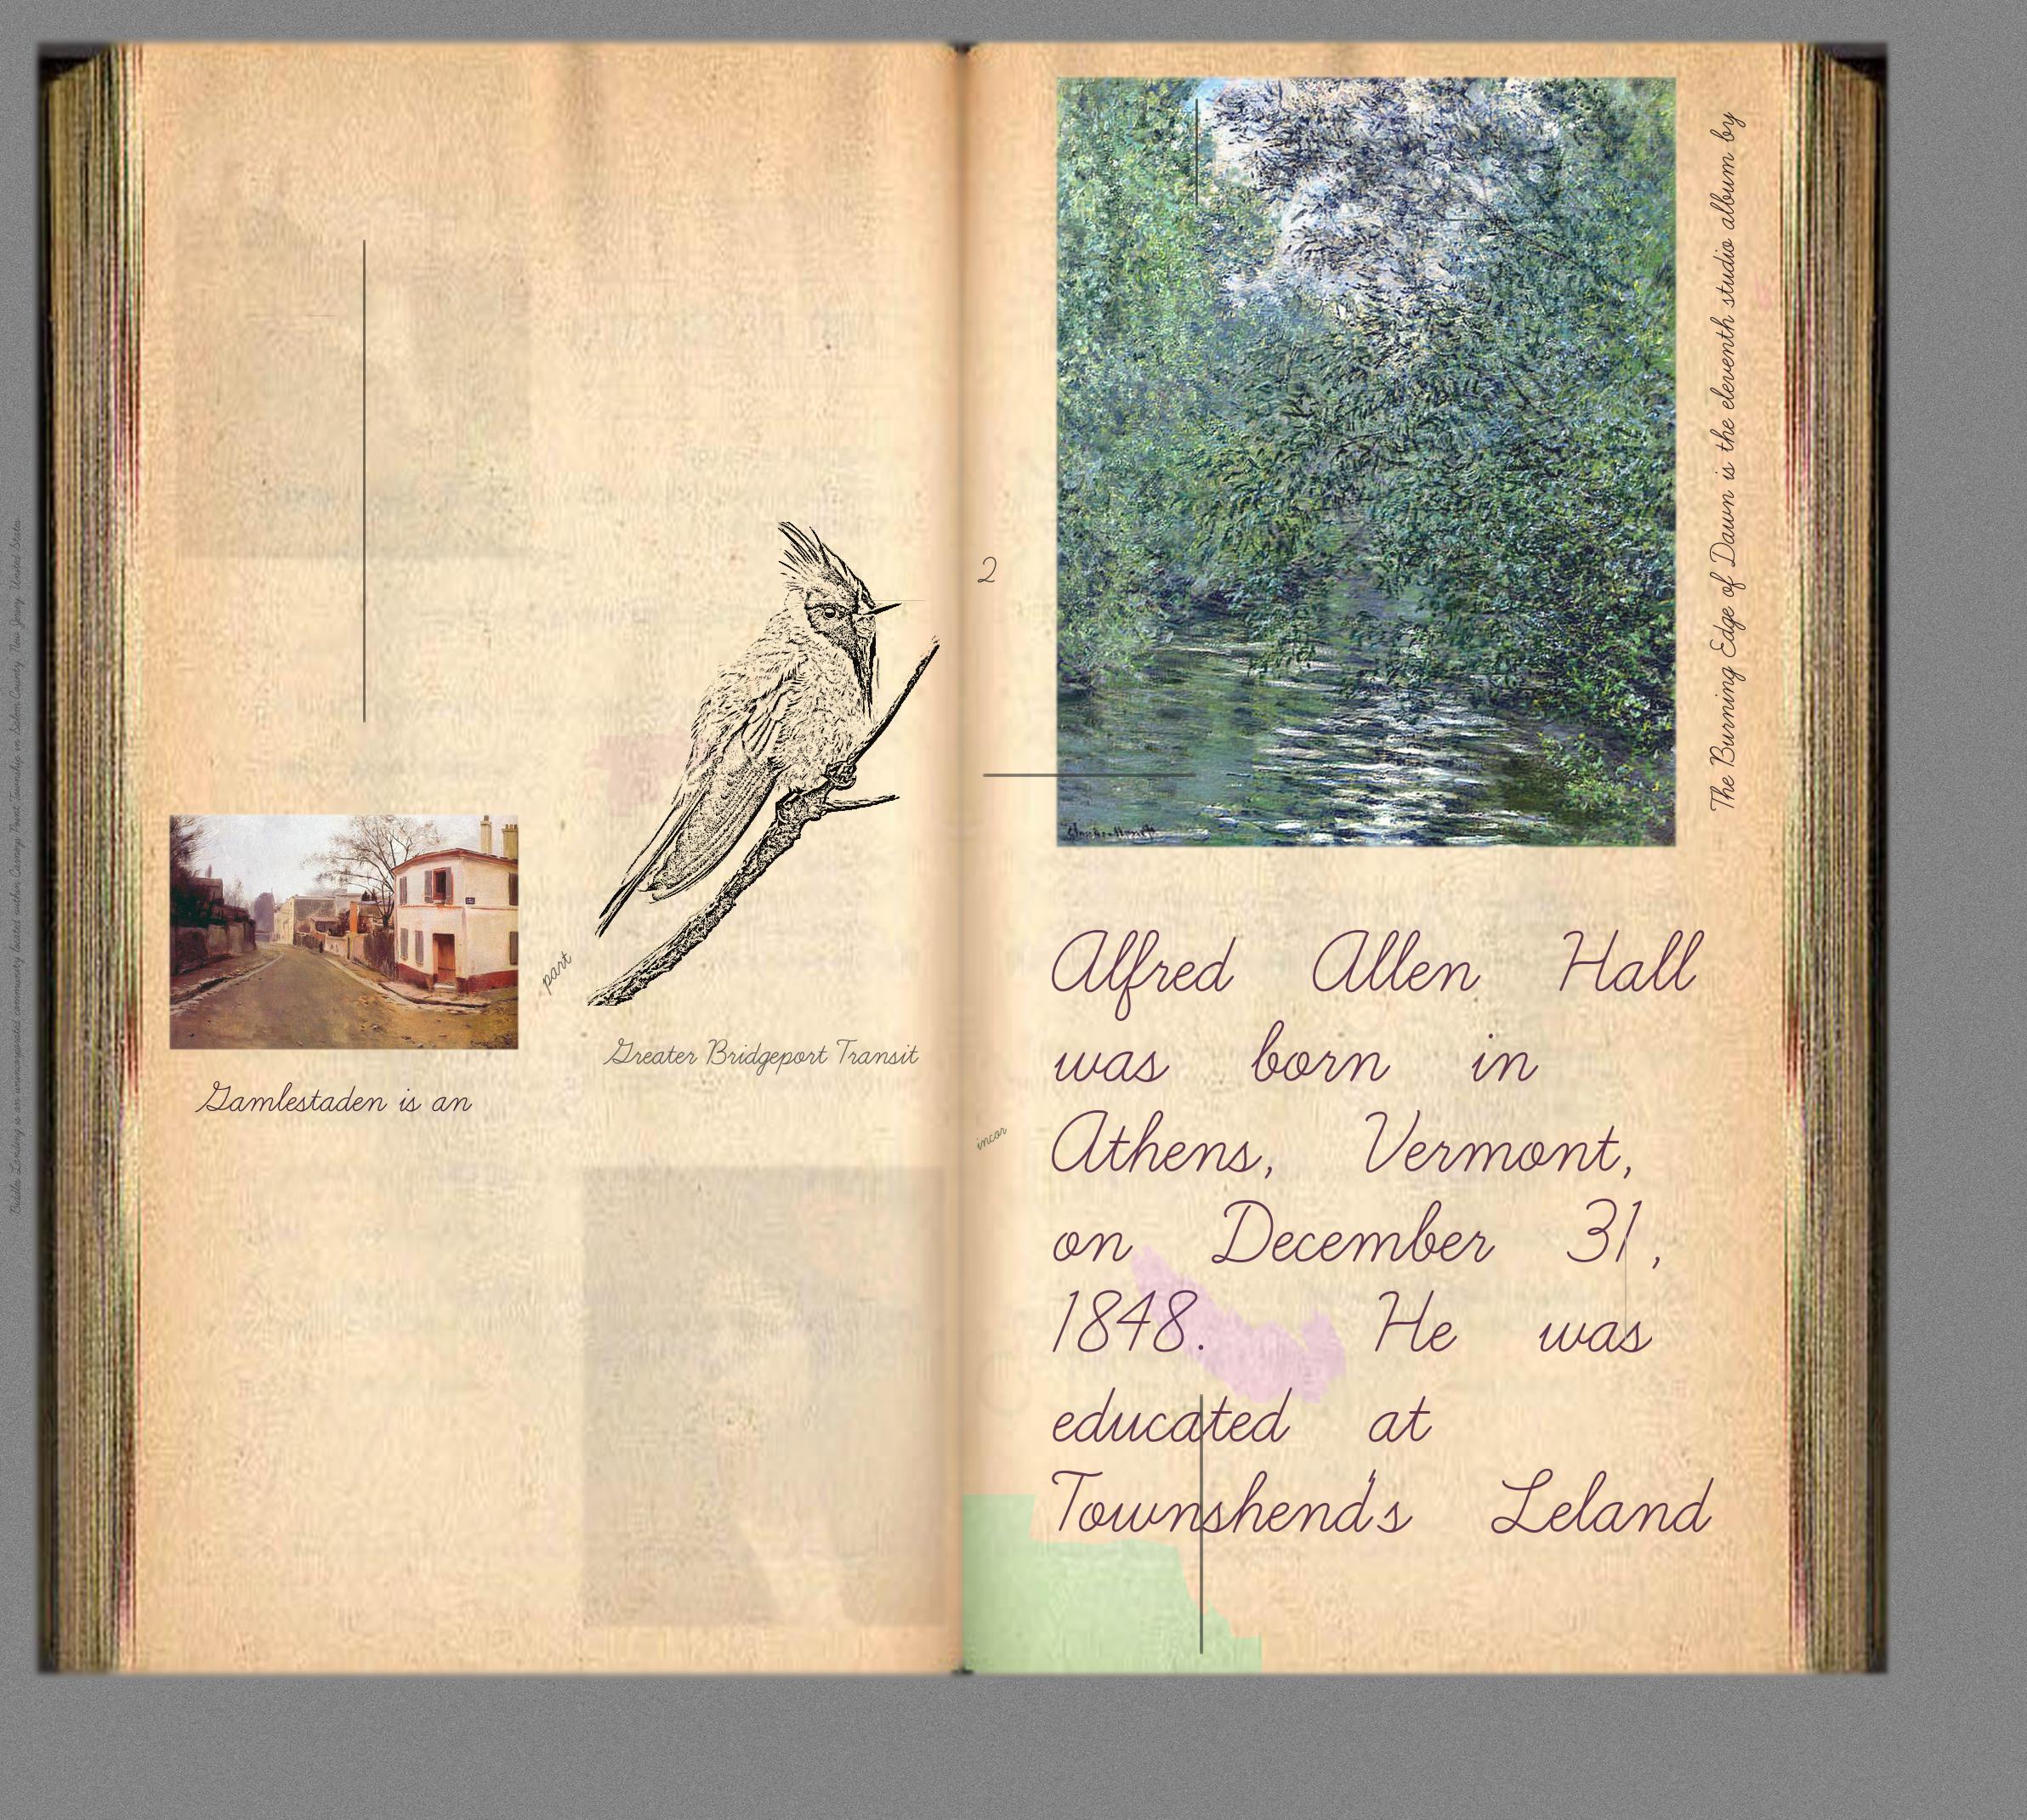 Biddles Landing is an unincorporated community located within Carneys Point Township in Salem County, New Jersey, United States
part
Greater Bridgeport Transit
Gamlestaden is an
2
incor
The Burning Edge of Dawn is the eleventh studio album by
Alfred Allen Hall
was born in
Athens, Vermont,
on December 31,
1848. He was
educated at
Townshend's Leland